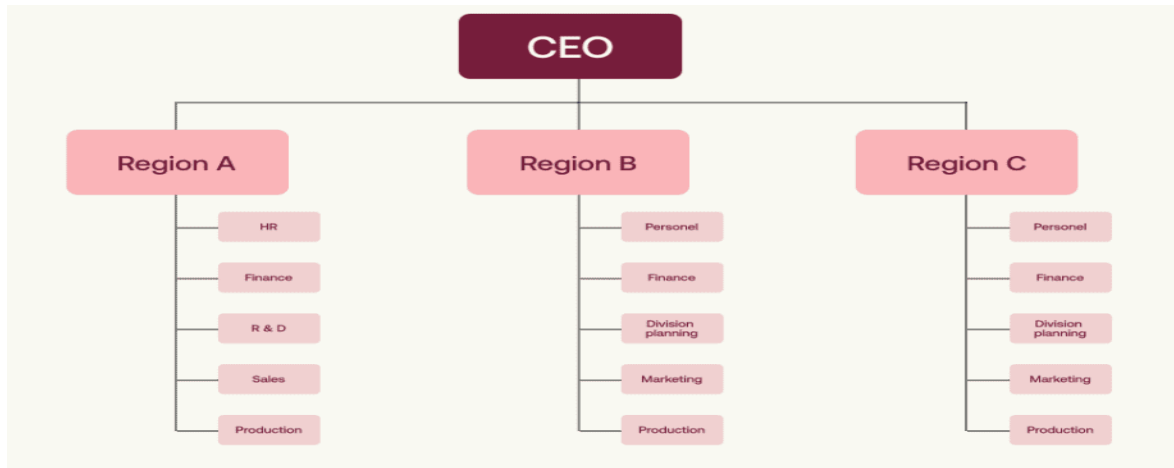 CEO
Region A
Region B
Region C
HR
Finance
R & D
Sales
Production
Personel
Finance
Division
planning
Marketing
Production
Personel
Finance
Division
planning
Marketing
Production